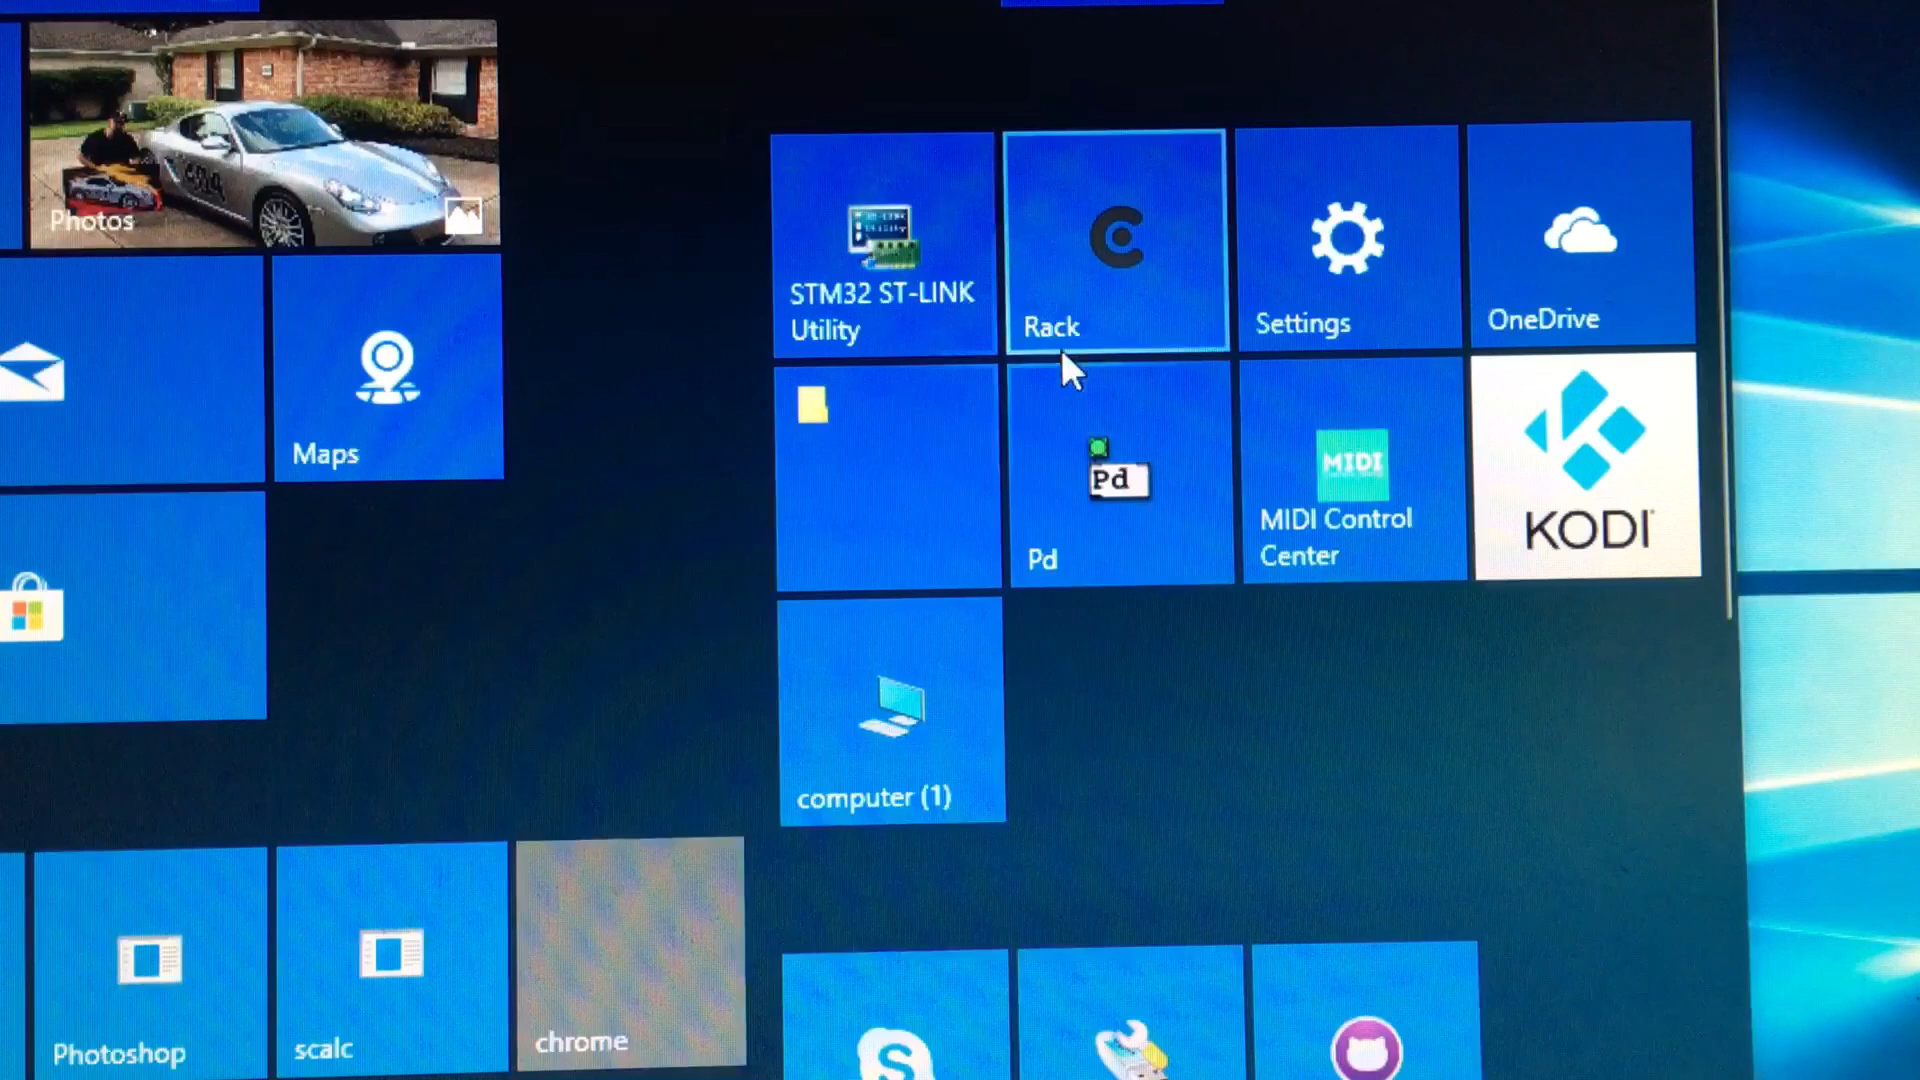 Photos
STM32 ST-LINK
Utility
Rack
Settings
OneDrive
Maps
Pd
Pd
MIDI
MIDI Control
Center
KODI
computer (1)
Photoshop
scalc
chrome